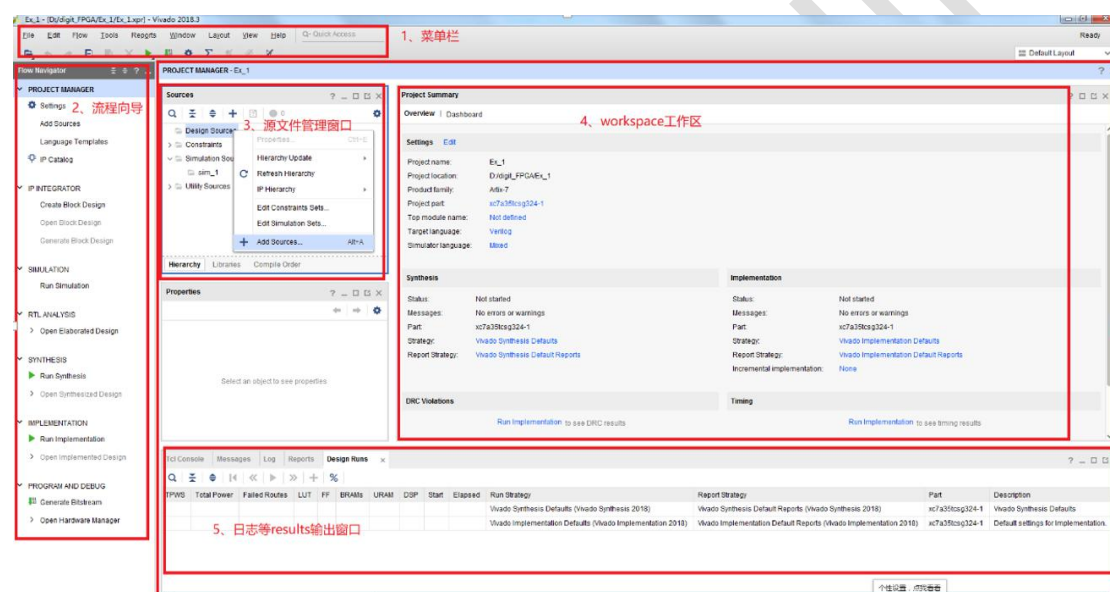 Ex_1 - [D:/digit_FPGA/Ex_1/Ex_1.xpr] - Vivado 2018.3
File Edit Flow Tools Reports Window Layout View Help Q- Quick Access
1、菜单栏
Ready
Default Layout
Flow Navigator
PROJECT MANAGER - Ex_1
PROJECT MANAGER
Settings
2、流程向导
Add Sources
Language Templates
IP Catalog
IP INTEGRATOR
Create Block Design
Open Block Design
Generate Block Design
SIMULATION
Run Simulation
RTL ANALYSIS
Open Elaborated Design
SYNTHESIS
Run Synthesis
Open Synthesized Design
IMPLEMENTATION
Run Implementation
Open Implemented Design
PROGRAM AND DEBUG
Generate Bitstream
Open Hardware Manager
Sources
0
3、源文件管理窗口
Design Sources
Constraints
Simulation Sou
sim_1
Utility Sources
Properties... Ctrl+E
Hierarchy Update
Refresh Hierarchy
IP Hierarchy
Edit Constraints Sets...
Edit Simulation Sets...
Add Sources... Alt+A
Hierarchy Libraries Compile Order
Properties
Select an object to see properties
Project Summary
Overview | Dashboard
4、workspace工作区
Settings Edit
Project name: Ex_1
Project location: D:/digit_FPGA/Ex_1
Product family: Artix-7
Project part: xc7a35tcsg324-1
Top module name: Not defined
Target language: Verilog
Simulator language: Mixed
Synthesis
Status: Not started
Messages: No errors or warnings
Part: xc7a35tcsg324-1
Strategy: Vivado Synthesis Defaults
Report Strategy: Vivado Synthesis Default Reports
Implementation
Status: Not started
Messages: No errors or warnings
Part: xc7a35tcsg324-1
Strategy: Vivado Implementation Defaults
Report Strategy: Vivado Implementation Default Reports
Incremental implementation: None
DRC Violations
Run Implementation to see DRC results
Timing
Run Implementation to see timing results
Tcl Console Messages Log Reports Design Runs
TPWS Total Power Failed Routes LUT FF BRAMs URAM DSP Start Elapsed Run Strategy Report Strategy Part Description
Vivado Synthesis Defaults (Vivado Synthesis 2018) Vivado Synthesis Default Reports (Vivado Synthesis 2018) xc7a35tcsg324-1 Vivado Synthesis Defaults
Vivado Implementation Defaults (Vivado Implementation 2018) Vivado Implementation Default Reports (Vivado Implementation 2018) xc7a35tcsg324-1 Default settings for Implementation.
5、日志等results输出窗口
个性设置，点我看看